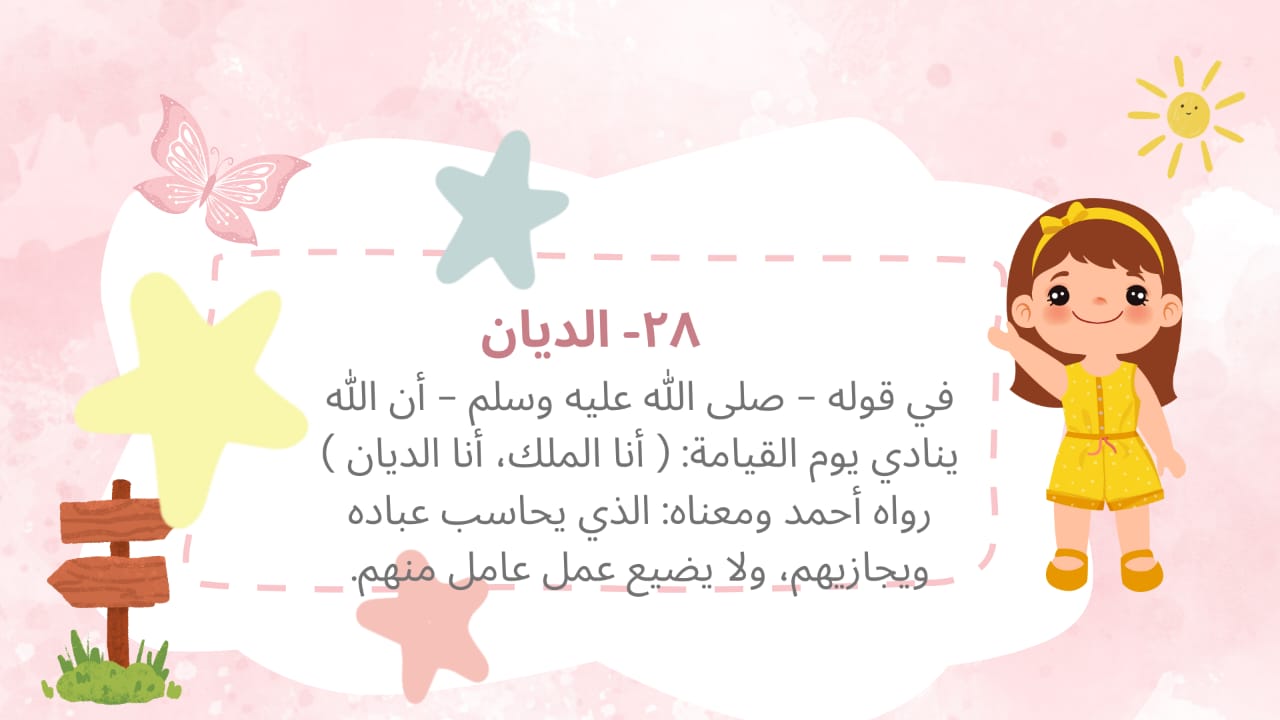 ٢٨- الديان
في قوله – صلى الله عليه وسلم – أن الله
ينادي يوم القيامة: ( أنا الملك، أنا الديان )
رواه أحمد ومعناه: الذي يحاسب عباده
ويجازيهم، ولا يضيع عمل عامل منهم.